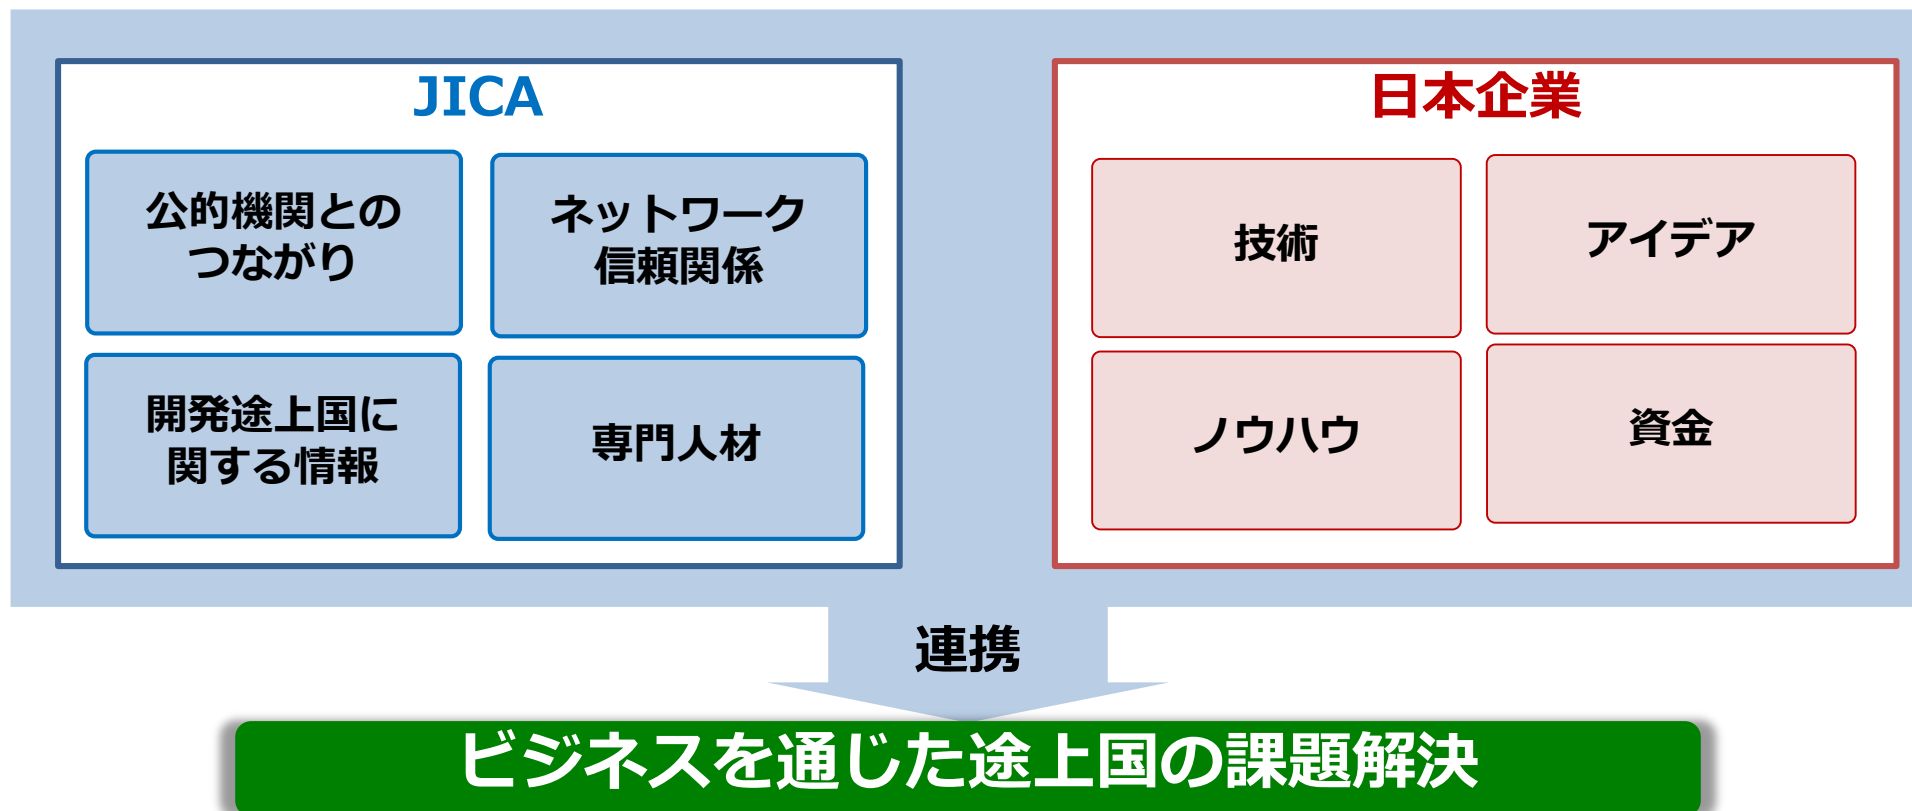 JICA
公的機関との
つながり
ネットワーク
信頼関係
開発途上国に
関する情報
専門人材
日本企業
技術
アイデア
ノウハウ
資金
連携
ビジネスを通じた途上国の課題解決